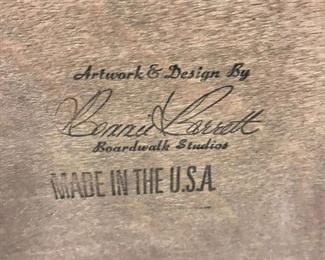 Artwork & Design By
Boardwalk Studios
MADE IN THE U.S.A.